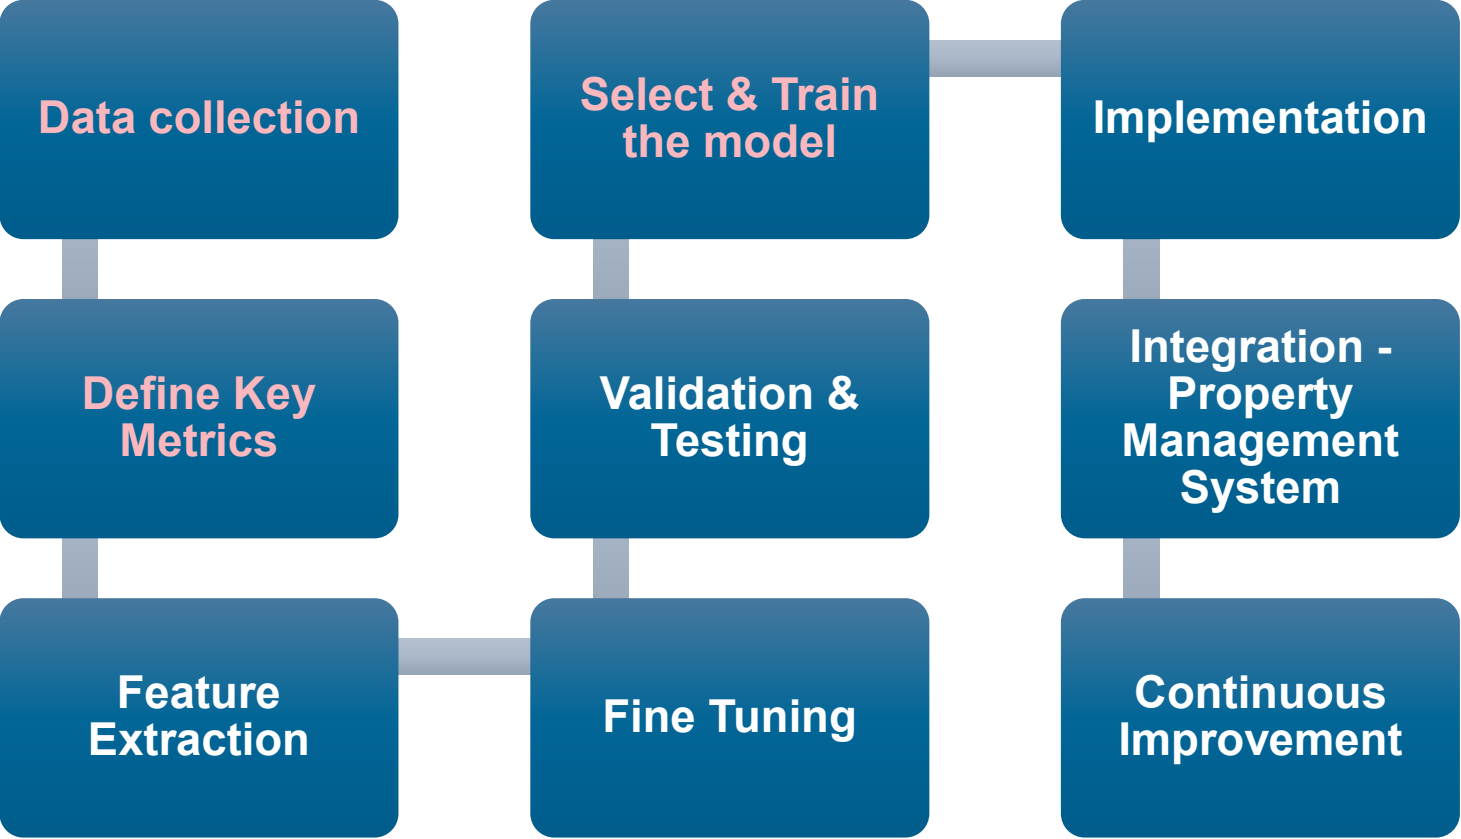 Data collection
Define Key
Metrics
Feature
Extraction
Fine Tuning
Validation &
Testing
Select & Train
the model
Implementation
Integration -
Property
Management
System
Continuous
Improvement